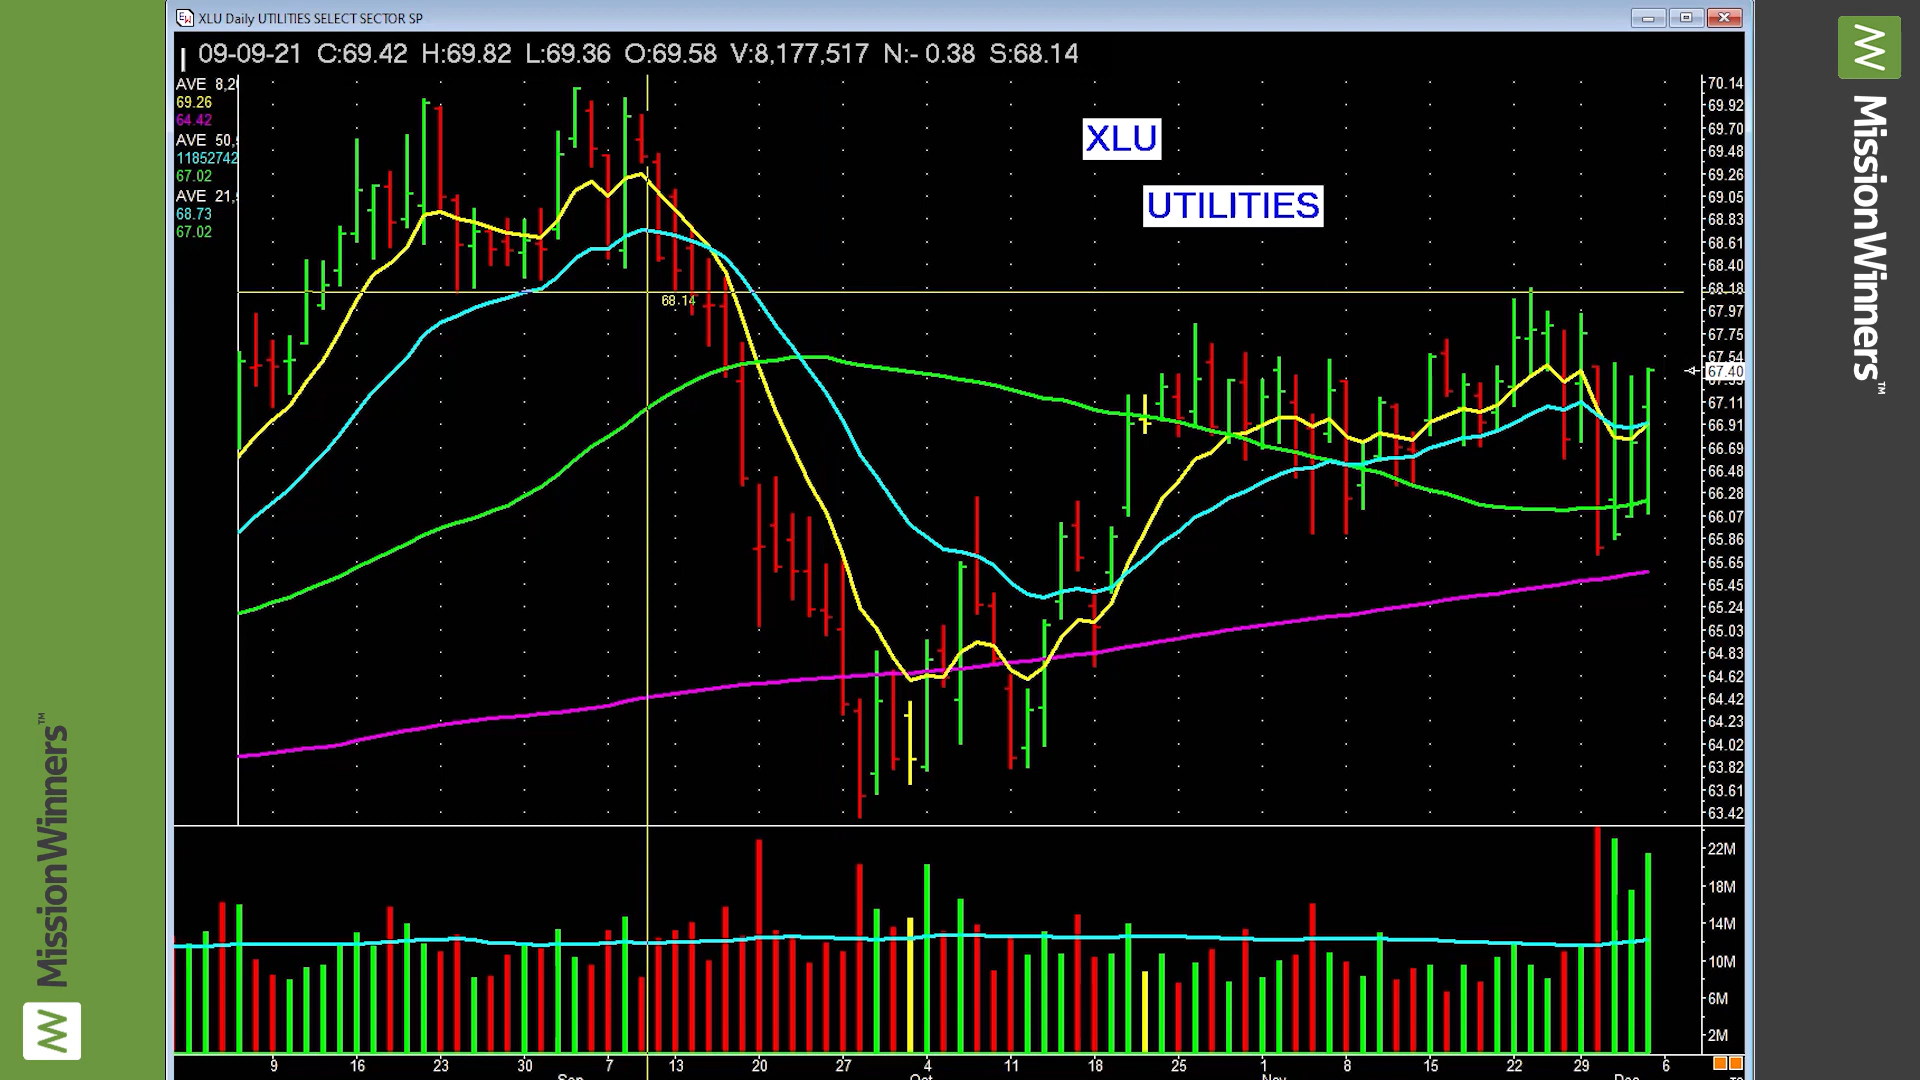 XLU Daily UTILITIES SELECT SECTOR SP
09-09-21 C:69.42 H:69.82 L:69.36 O:69.58 V:8,177,517 N:- 0.38 S:68.14
AVE 8,20
69.26
64.42
AVE 50,
11852742
67.02
AVE 21,
68.73
67.02
XLU
UTILITIES
68.14
70.14
69.92
69.70
69.48
69.26
69.05
68.83
68.61
68.40
68.18
67.97
67.75
67.54
67.40
67.11
66.91
66.69
66.48
66.28
66.07
65.86
65.65
65.45
65.24
65.03
64.83
64.62
64.42
64.23
64.02
63.82
63.61
63.42
22M
18M
14M
10M
6M
2M
9 16 23 30 7 13 20 27 4 11 18 25 1 8 15 22 29 6
MissionWinners™
MissionWinners™